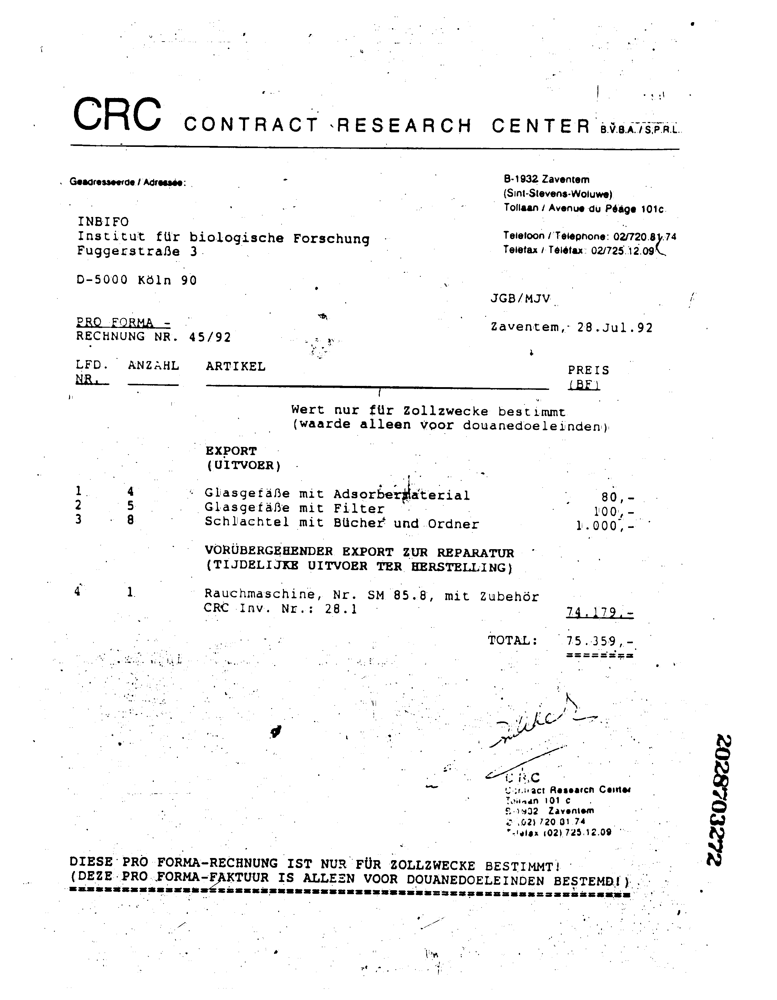 CRC CONTRACT RESEARCH CENTER B.V.B.A. / S.P.R.L.
Geadresseerde / Adressée:
B-1932 Zaventem
(Sint-Stevens-Woluwe)
Tollaan / Avenue du Péage 101c
INBIFO
Institut für biologische Forschung
Fuggerstraße 3
Telefoon / Téléphone: 02/720.81.74
Telefax / Téléfax: 02/725.12.09
D-5000 Köln 90
JGB/MJV
PRO FORMA -
RECHNUNG NR. 45/92
Zaventem, 28.Jul.92
LFD. ANZAHL ARTIKEL PREIS
NR. (BF)
Wert nur für Zollzwecke bestimmt
(waarde alleen voor douanedoeleinden)
EXPORT
(UITVOER)
1 4 Glasgefäße mit Adsorbermaterial 80,-
2 5 Glasgefäße mit Filter 100,-
3 8 Schlachtel mit Bücher und Ordner 1.000,-
VORÜBERGEHENDER EXPORT ZUR REPARATUR
(TIJDELIJKE UITVOER TER HERSTELLING)
4 1 Rauchmaschine, Nr. SM 85.8, mit Zubehör
CRC Inv. Nr.: 28.1 74.179,-
TOTAL: 75.359,-
========
CRC
Contract Research Center
Tollaan 101 c
B-1932 Zaventem
(02) 720 81 74
Telefax (02) 725.12.09
2028703272
DIESE PRO FORMA-RECHNUNG IST NUR FÜR ZOLLZWECKE BESTIMMT!
(DEZE PRO FORMA-FAKTUUR IS ALLEEN VOOR DOUANEDOELEINDEN BESTEMD!)